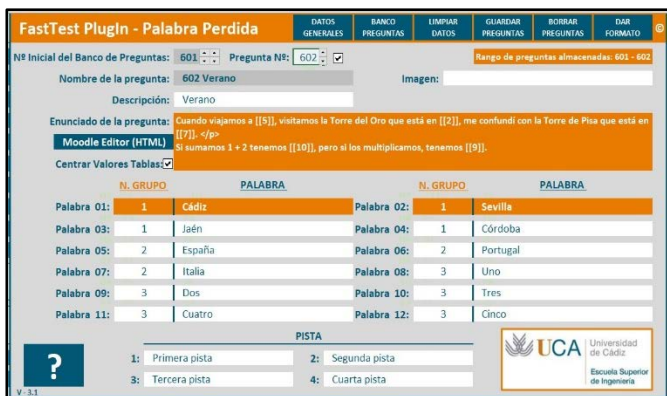 FastTest PlugIn - Palabra Perdida
DATOS GENERALES
BANCO PREGUNTAS
LIMPIAR DATOS
GUARDAR PREGUNTAS
BORRAR PREGUNTAS
DAR FORMATO
©
Nº Inicial del Banco de Preguntas: 601 Pregunta Nº: 602 Rango de preguntas almacenadas: 601 - 602
Nombre de la pregunta: 602 Verano Imagen:
Descripción: Verano
Enunciado de la pregunta: Cuando viajamos a [[5]], visitamos la Torre del Oro que está en [[2]], me confundí con la Torre de Pisa que está en
[[7]]. </p>
Moodle Editor (HTML) Si sumamos 1 + 2 tenemos [[10]], pero si los multiplicamos, tenemos [[9]].
Centrar Valores Tablas:
N. GRUPO PALABRA N. GRUPO PALABRA
Palabra 01: 1 Cádiz Palabra 02: 1 Sevilla
Palabra 03: 1 Jaén Palabra 04: 1 Córdoba
Palabra 05: 2 España Palabra 06: 2 Portugal
Palabra 07: 2 Italia Palabra 08: 3 Uno
Palabra 09: 3 Dos Palabra 10: 3 Tres
Palabra 11: 3 Cuatro Palabra 12: 3 Cinco
PISTA
1: Primera pista 2: Segunda pista
3: Tercera pista 4: Cuarta pista
?
V - 3.1
UCA
Universidad
de Cádiz
Escuela Superior
de Ingeniería